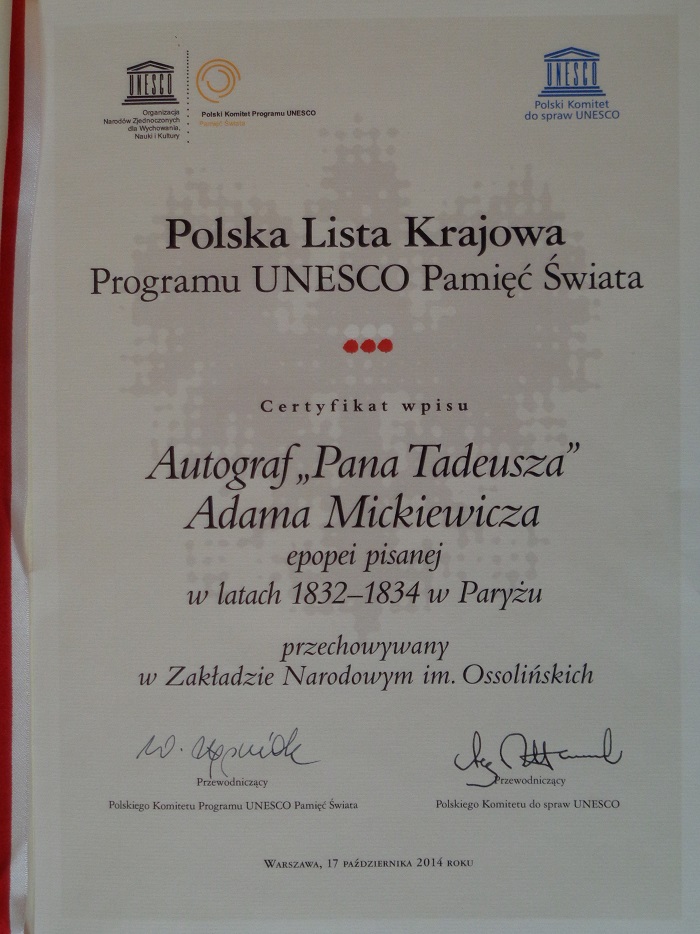 UNESCO
Organizacja
Narodów Zjednoczonych
dla Wychowania,
Nauki i Kultury
Polski Komitet Programu UNESCO
Pamięć Świata
UNESCO
Polski Komitet
do spraw UNESCO
Polska Lista Krajowa
Programu UNESCO Pamięć Świata
Certyfikat wpisu
Autograf „Pana Tadeusza”
Adama Mickiewicza
epopei pisanej
w latach 1832–1834 w Paryżu
przechowywany
w Zakładzie Narodowym im. Ossolińskich
Przewodniczący
Polskiego Komitetu Programu UNESCO Pamięć Świata
Przewodniczący
Polskiego Komitetu do spraw UNESCO
Warszawa, 17 października 2014 roku